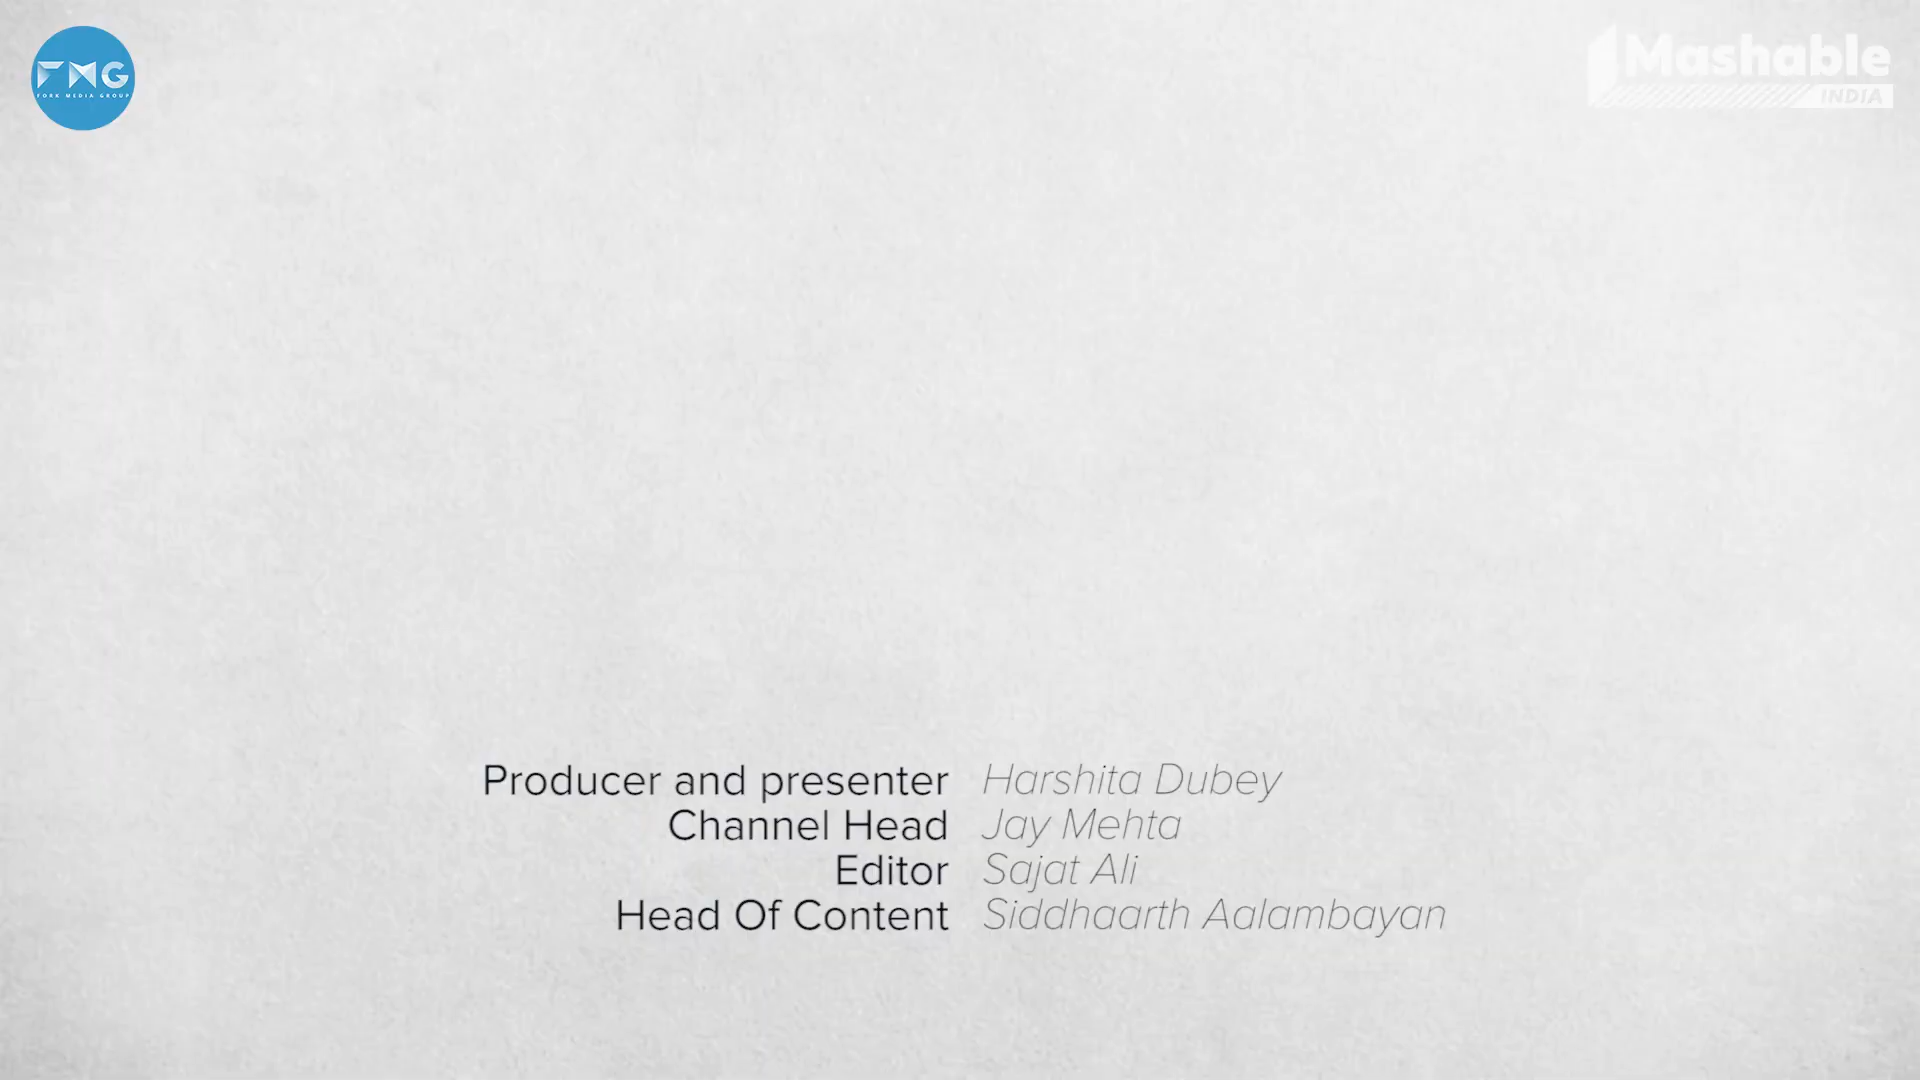 FMG
FORK MEDIA GROUP
Mashable
INDIA
Producer and presenter Harshita Dubey
Channel Head Jay Mehta
Editor Sajat Ali
Head Of Content Siddhaarth Aalambayan